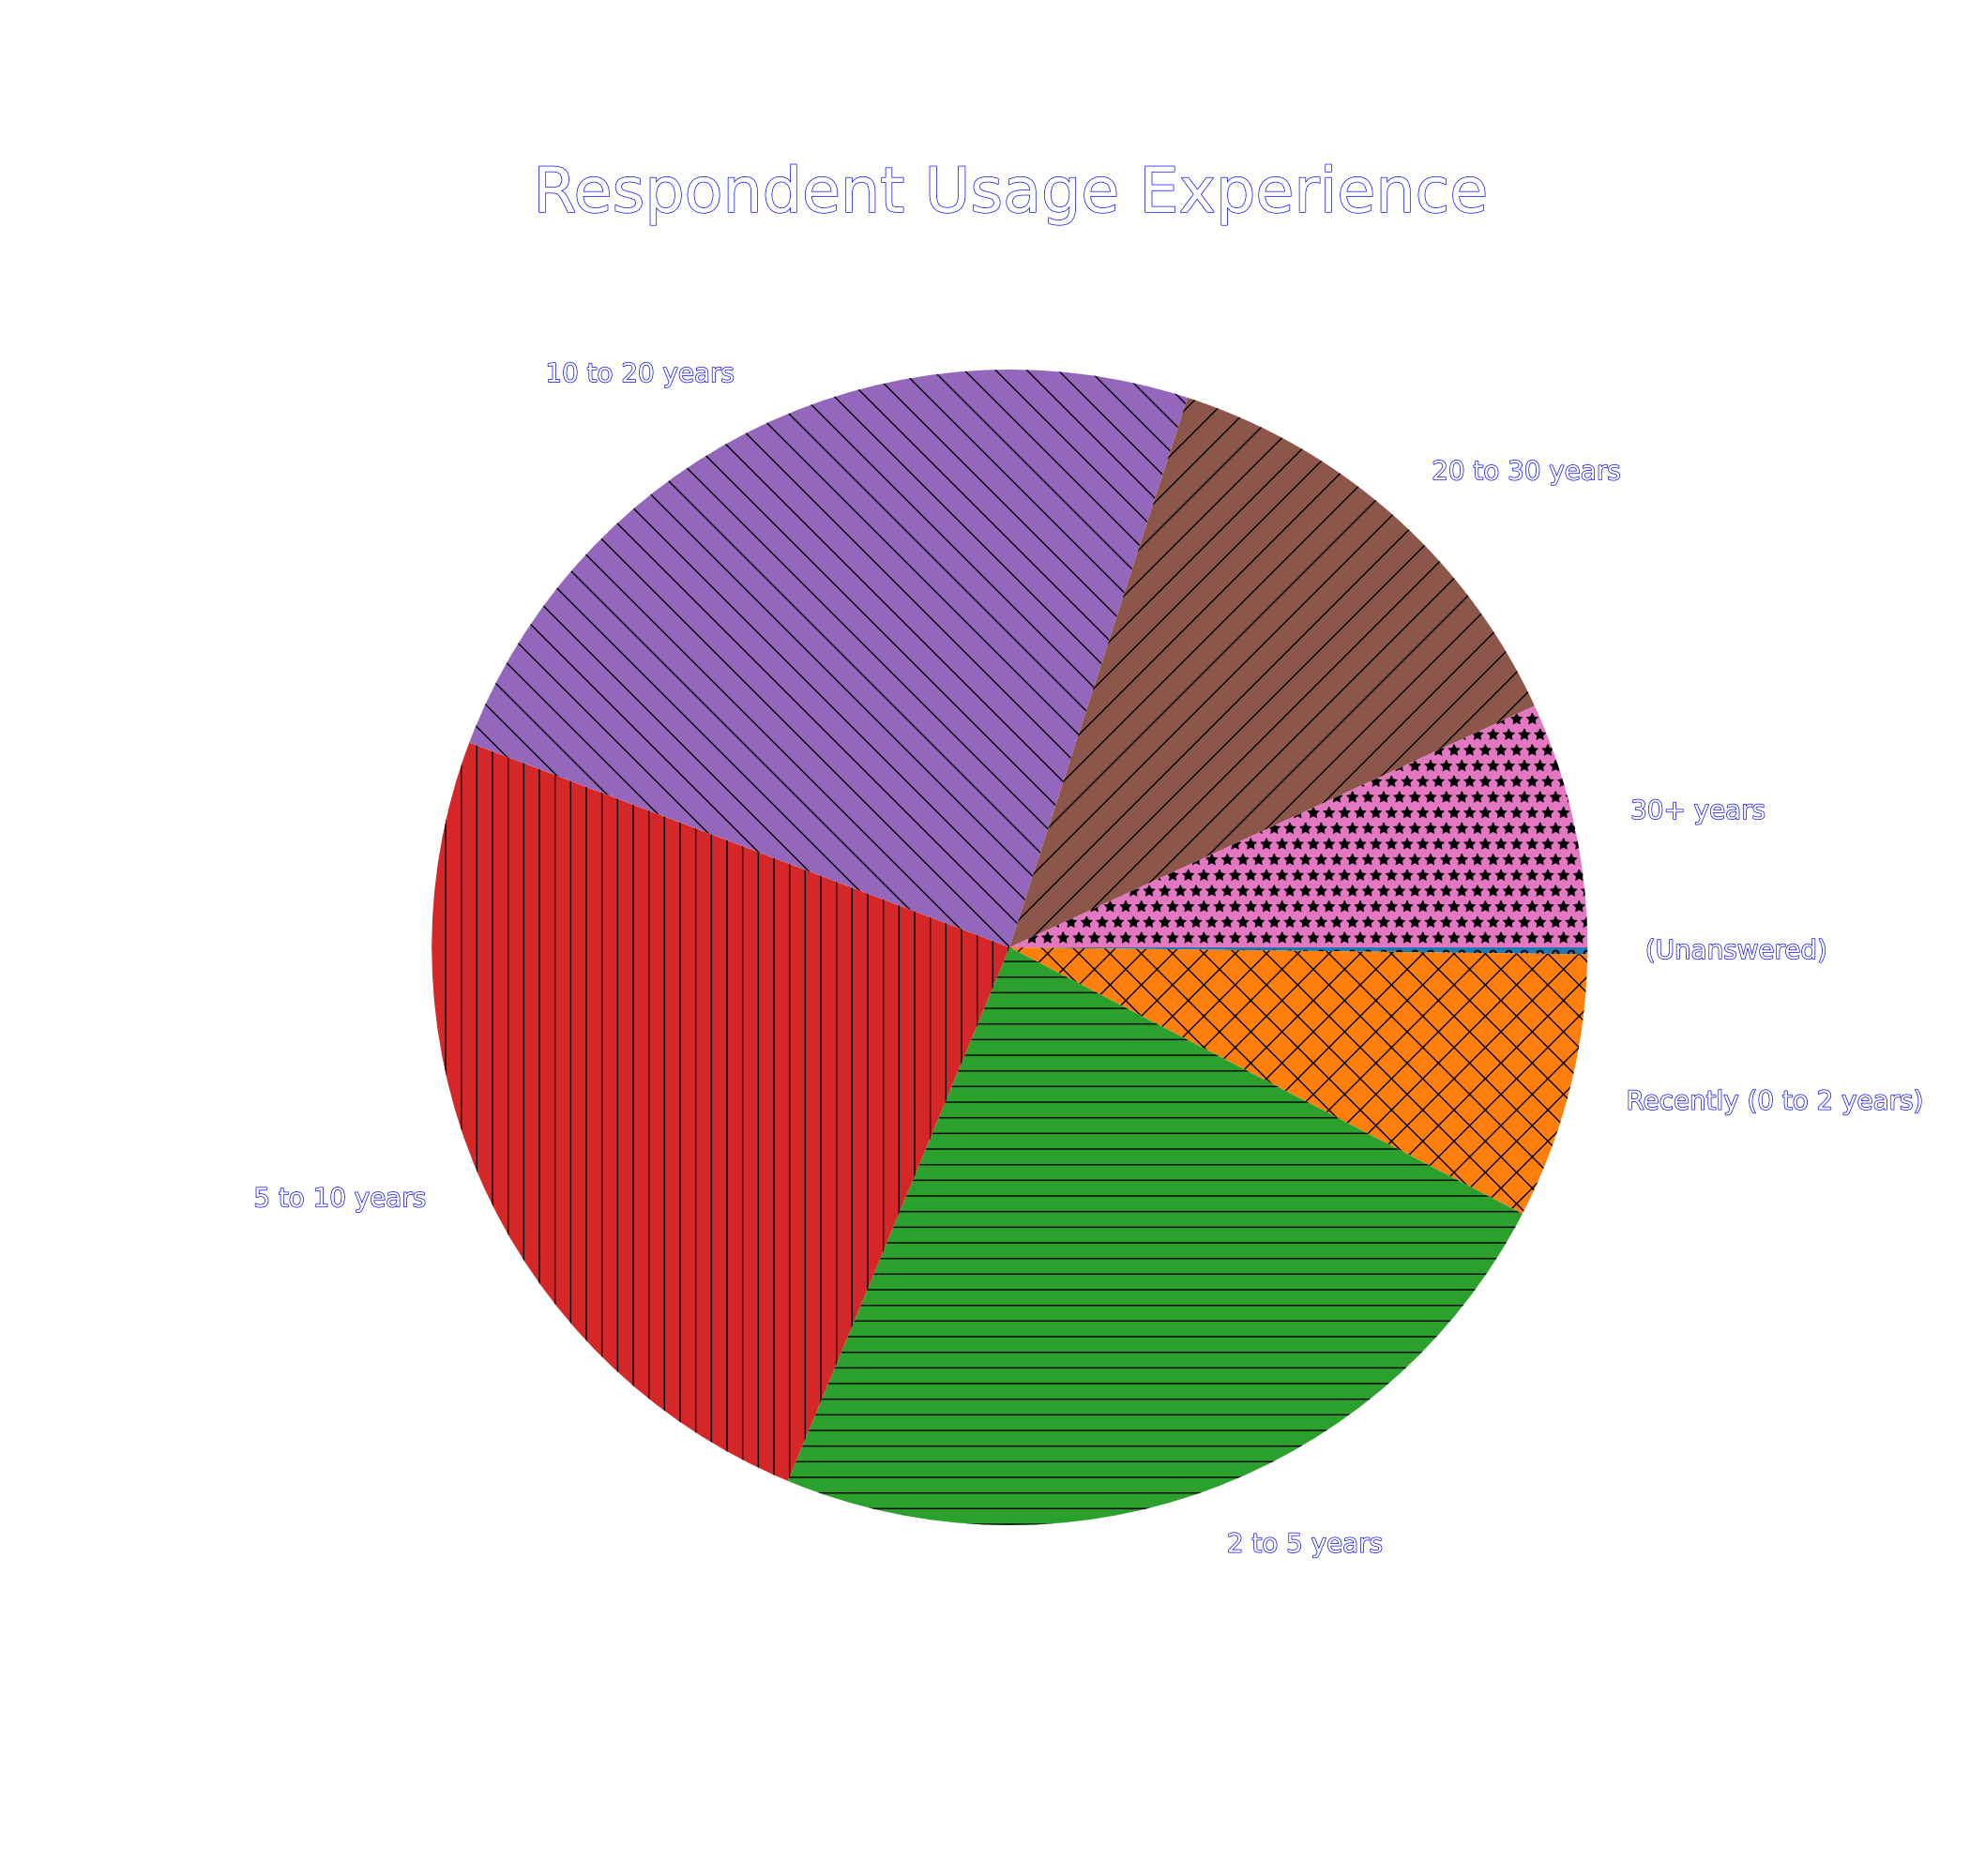 Respondent Usage Experience
10 to 20 years
20 to 30 years
30+ years
(Unanswered)
Recently (0 to 2 years)
5 to 10 years
2 to 5 years